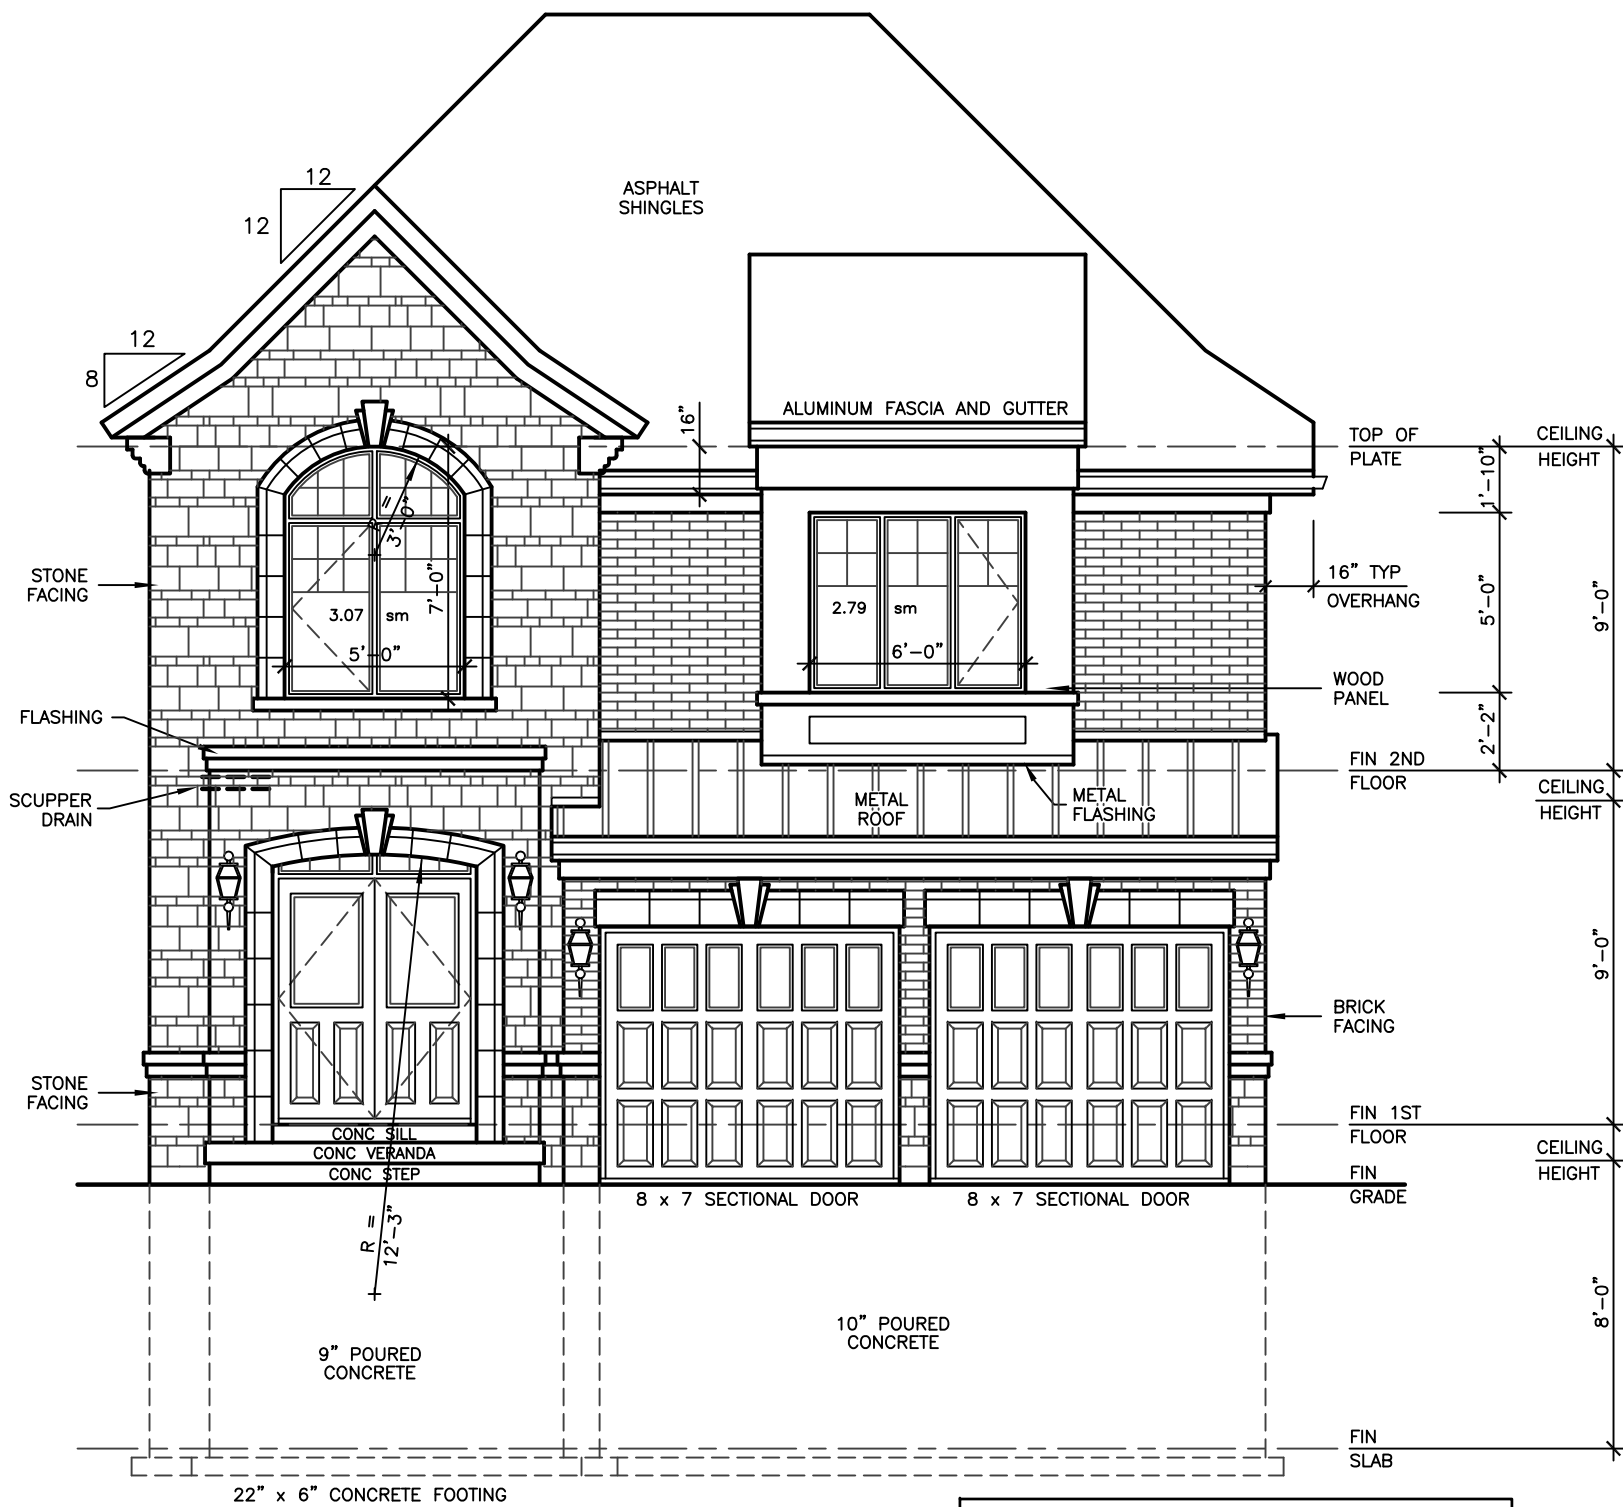 12
12
ASPHALT
SHINGLES
12
8
ALUMINUM FASCIA AND GUTTER
16"
TOP OF
PLATE
CEILING
HEIGHT
1'-10"
R =
3'-0"
7'-0"
STONE
FACING
3.07 sm
5'-0"
2.79 sm
6'-0"
16" TYP
OVERHANG
5'-0"
9'-0"
WOOD
PANEL
FLASHING
2'-2"
FIN 2ND
FLOOR
CEILING
HEIGHT
SCUPPER
DRAIN
METAL
ROOF
METAL
FLASHING
9'-0"
BRICK
FACING
STONE
FACING
FIN 1ST
FLOOR
CONC SILL
CONC VERANDA
CONC STEP
CEILING
HEIGHT
FIN
GRADE
8 x 7 SECTIONAL DOOR
8 x 7 SECTIONAL DOOR
R =
12'-3"
8'-0"
10" POURED
CONCRETE
9" POURED
CONCRETE
FIN
SLAB
22" x 6" CONCRETE FOOTING